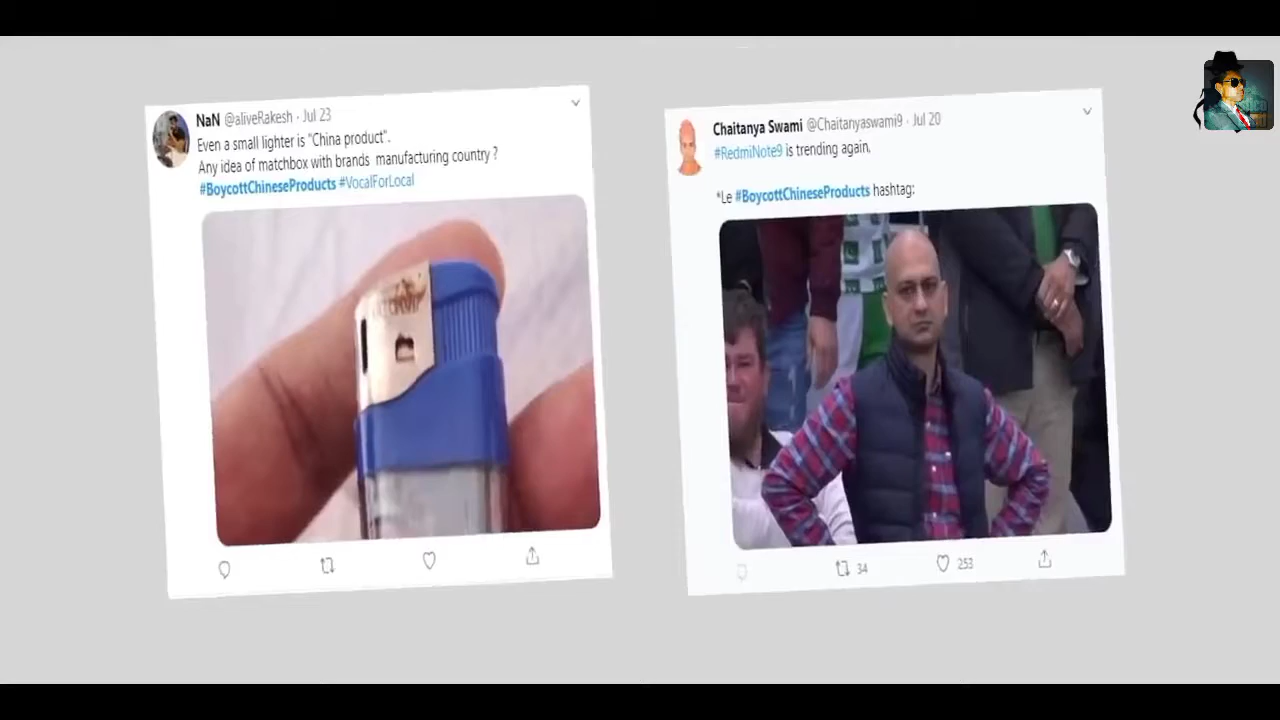 NaN @aliveRakesh · Jul 23
Even a small lighter is "China product".
Any idea of matchbox with brands manufacturing country ?
#BoycottChineseProducts #VocalForLocal
Chaitanya Swami @Chaitanyaswami9 · Jul 20
#RedmiNote9 is trending again,
*Le #BoycottChineseProducts hashtag:
34
253